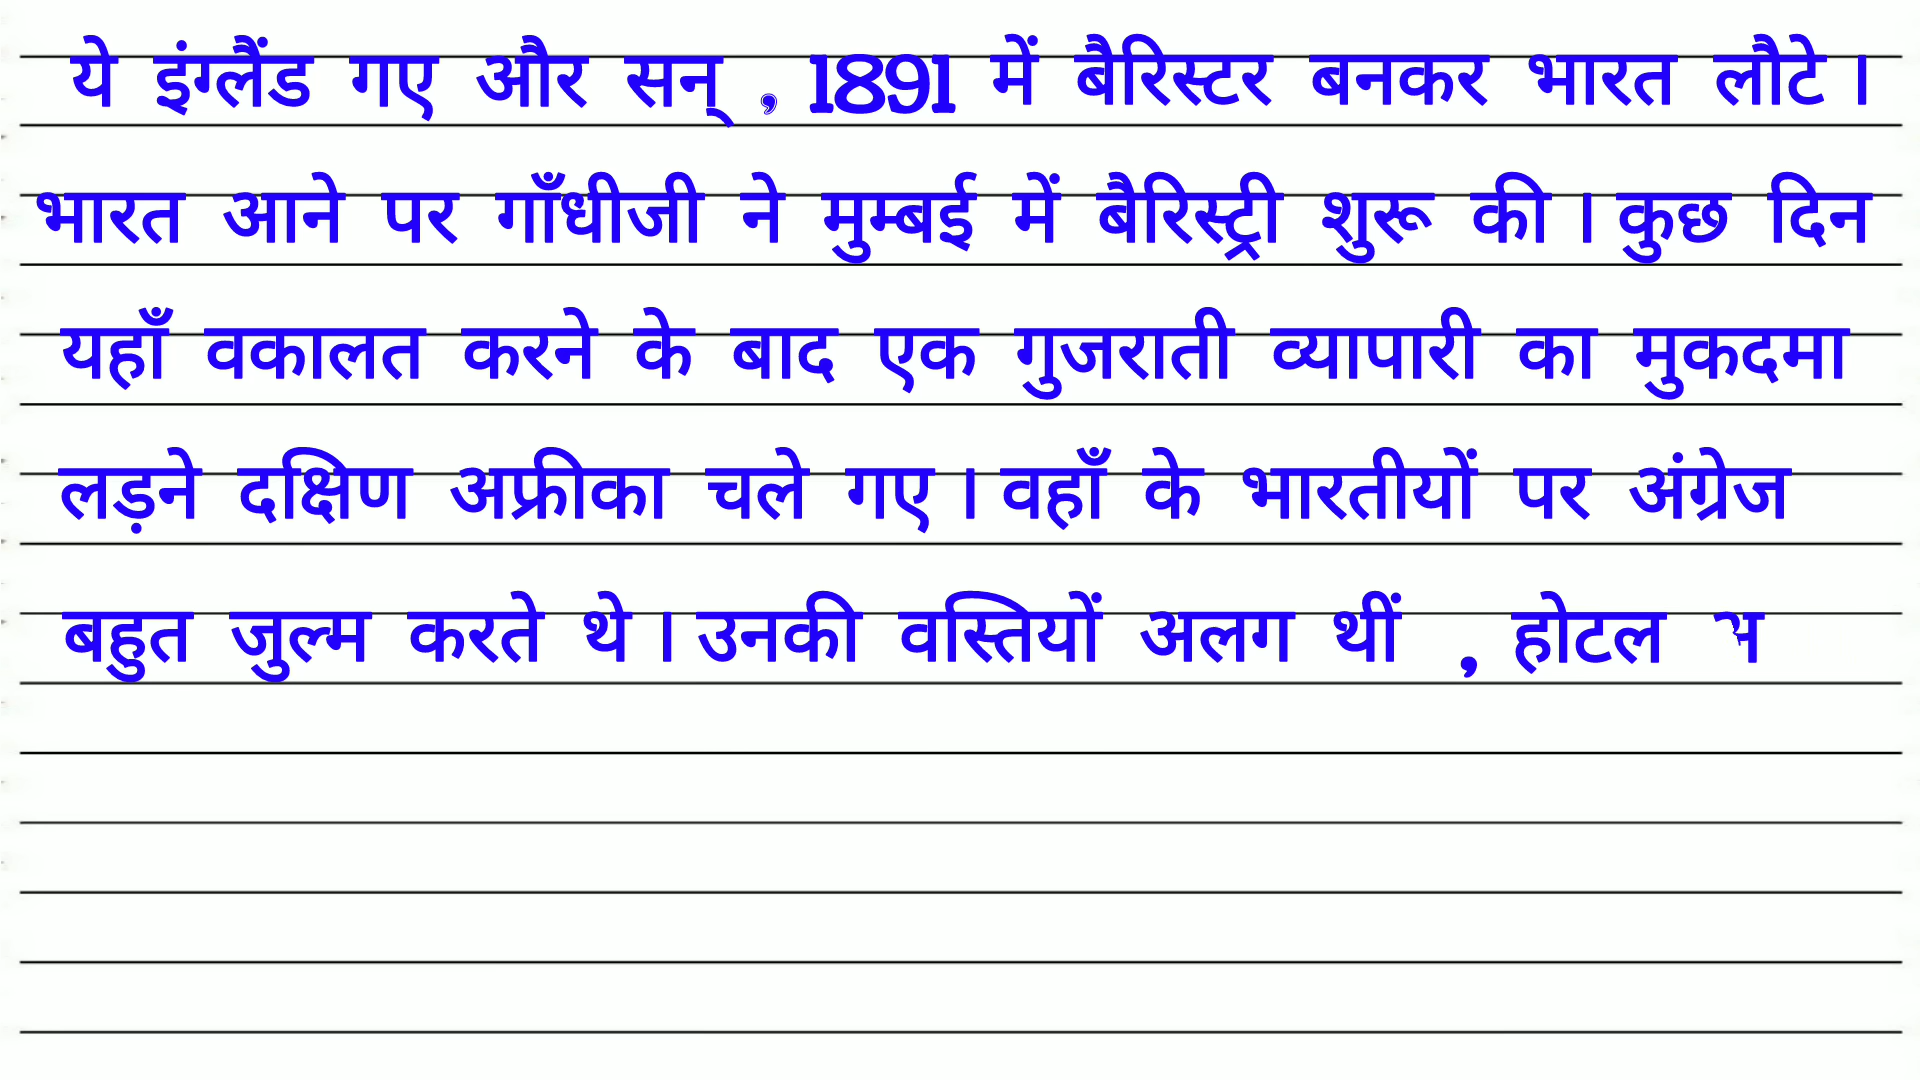 ये इंग्लैंड गए और सन् , 1891 में बैरिस्टर बनकर भारत लौटे ।
भारत आने पर गाँधीजी ने मुम्बई में बैरिस्ट्री शुरू की । कुछ दिन
यहाँ वकालत करने के बाद एक गुजराती व्यापारी का मुकदमा
लड़ने दक्षिण अफ्रीका चले गए । वहाँ के भारतीयों पर अंग्रेज
बहुत जुल्म करते थे । उनकी वस्तियों अलग थीं , होटल